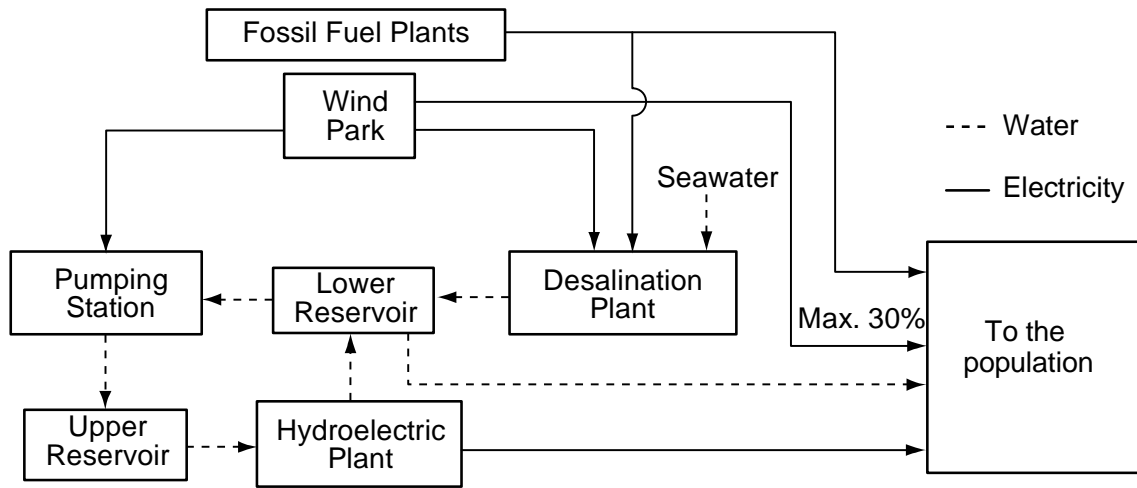 Fossil Fuel Plants
Wind
Park
Water
Seawater
Electricity
Pumping
Station
Lower
Reservoir
Desalination
Plant
Max. 30%
To the
population
Upper
Reservoir
Hydroelectric
Plant